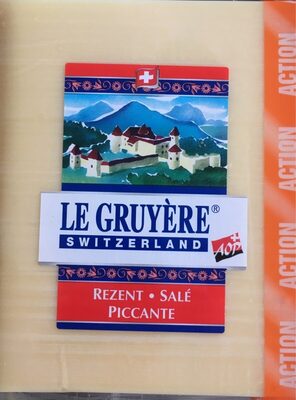 LE GRUYÈRE®
SWITZERLAND
AOP
REZENT • SALÉ
PICCANTE
ACTION
ACTION
ACTION
ACTION
ACTION